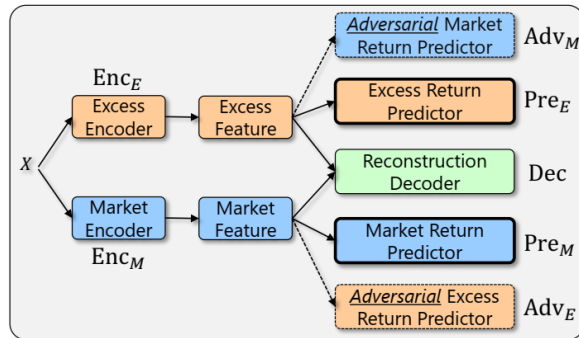 Adversarial Market
Return Predictor
Adv_M
Enc_E
Excess
Encoder
Excess
Feature
Excess Return
Predictor
Pre_E
X
Reconstruction
Decoder
Dec
Market
Encoder
Enc_M
Market
Feature
Market Return
Predictor
Pre_M
Adversarial Excess
Return Predictor
Adv_E